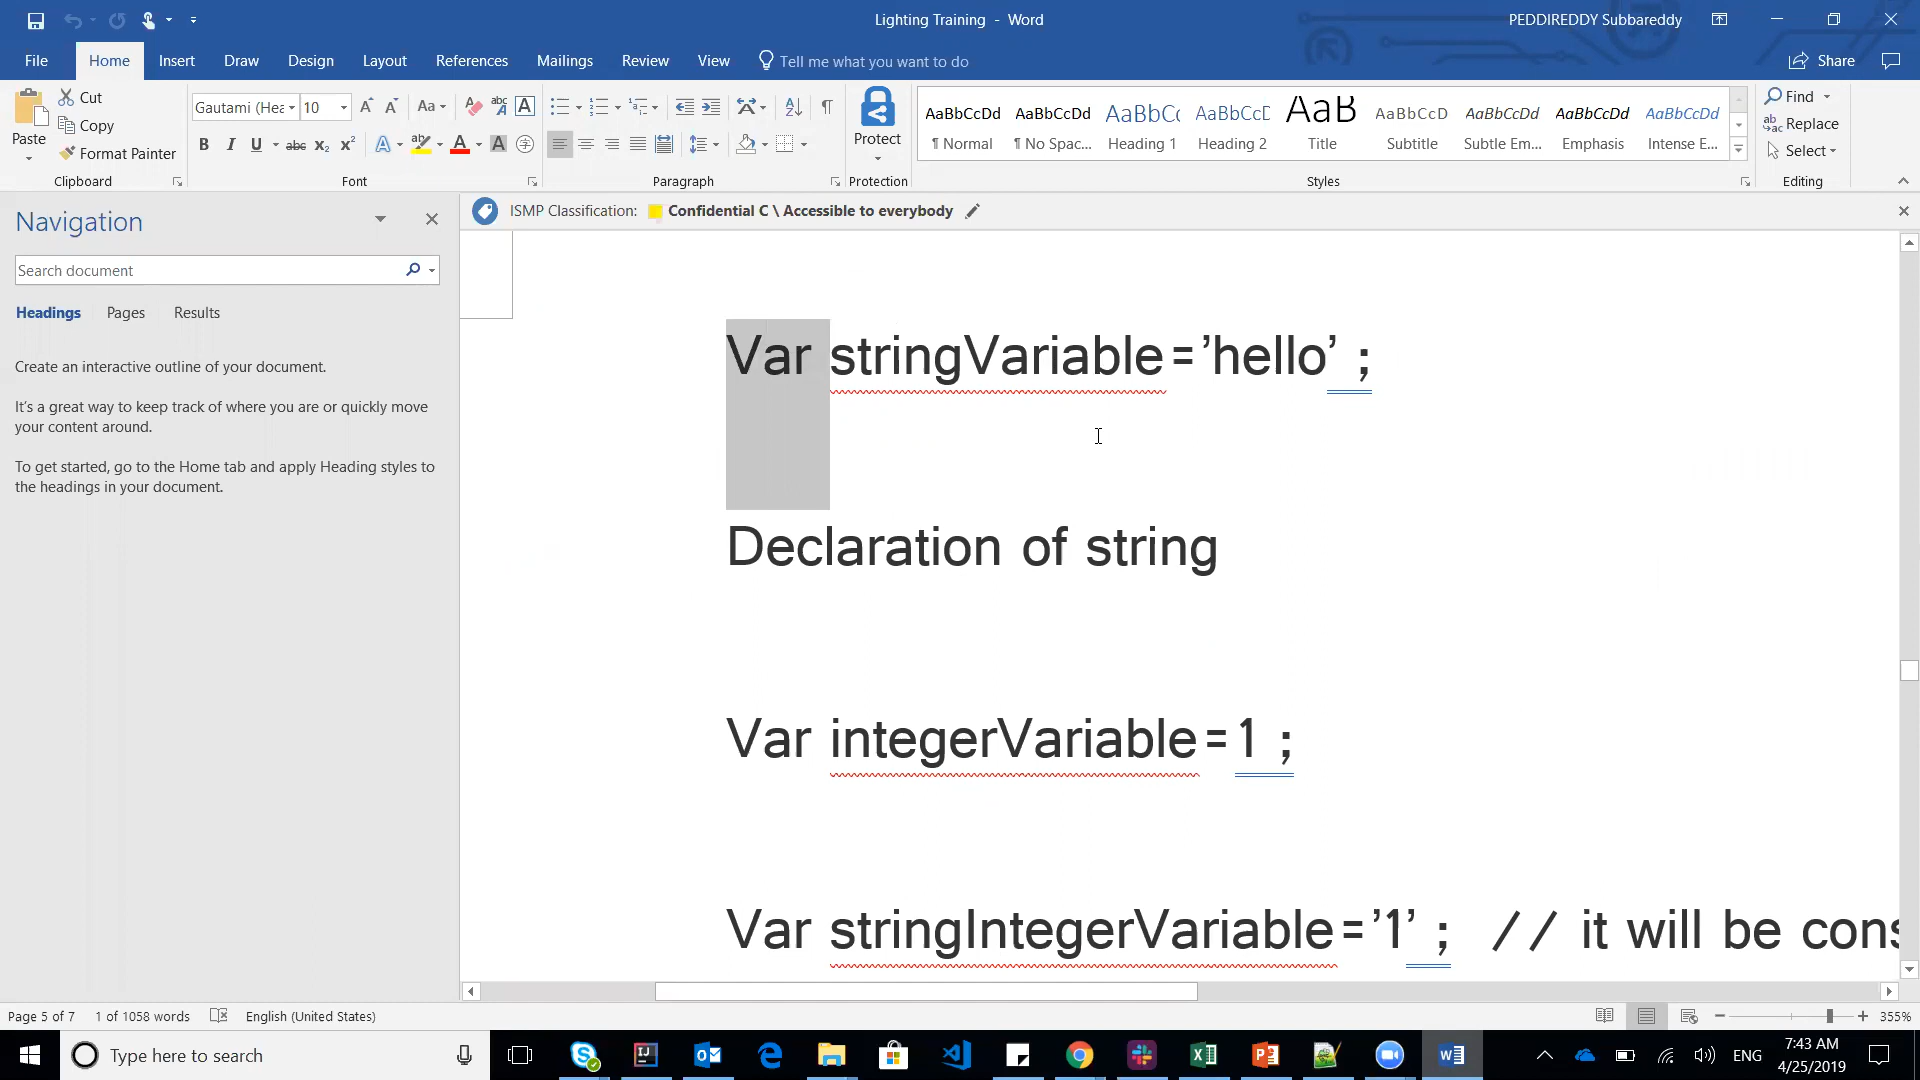 Lighting Training - Word
PEDDIREDDY Subbareddy
File Home Insert Draw Design Layout References Mailings Review View Tell me what you want to do Share
Cut
Copy
Format Painter
Paste
Clipboard
Gautami (Hea 10
Font
Paragraph
Protect
Protection
AaBbCcDd AaBbCcDd AaBbCc AaBbCcD AaB AaBbCcD AaBbCcDd AaBbCcDd AaBbCcDd
¶ Normal ¶ No Spac... Heading 1 Heading 2 Title Subtitle Subtle Em... Emphasis Intense E...
Styles
Find
Replace
Select
Editing
Navigation
Search document
Headings Pages Results
Create an interactive outline of your document.
It's a great way to keep track of where you are or quickly move
your content around.
To get started, go to the Home tab and apply Heading styles to
the headings in your document.
ISMP Classification: Confidential C \ Accessible to everybody
Var stringVariable='hello' ;
Declaration of string
Var integerVariable=1 ;
Var stringIntegerVariable='1' ; // it will be cons
Page 5 of 7 1 of 1058 words English (United States) 355%
Type here to search
ENG
7:43 AM
4/25/2019